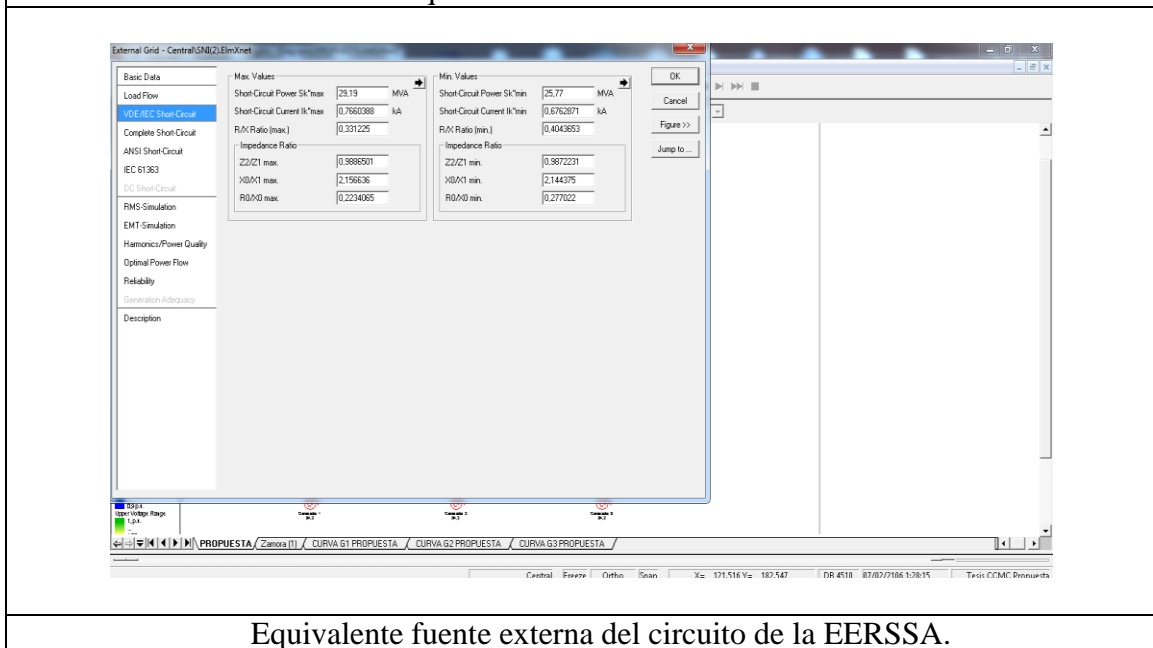 External Grid - Central\SNI(2).ElmXnet
Basic Data
Load Flow
VDE/IEC Short-Circuit
Complete Short-Circuit
ANSI Short-Circuit
IEC 61363
DC Short-Circuit
RMS-Simulation
EMT-Simulation
Harmonics/Power Quality
Optimal Power Flow
Reliability
Generation Adequacy
Description
Max. Values
Short-Circuit Power Sk"max 29,19 MVA
Short-Circuit Current Ik"max 0,7660388 kA
R/X Ratio (max.) 0,331225
Impedance Ratio
Z2/Z1 max. 0,9886501
X0/X1 max. 2,156636
R0/X0 max. 0,2234065
Min. Values
Short-Circuit Power Sk"min 25,77 MVA
Short-Circuit Current Ik"min 0,6762871 kA
R/X Ratio (min.) 0,4043653
Impedance Ratio
Z2/Z1 min. 0,9872231
X0/X1 min. 2,144375
R0/X0 min. 0,277022
OK
Cancel
Figure >>
Jump to ...
Upper Voltage Range
1, p.u.
...
PROPUESTA Zamora (1) CURVA G1 PROPUESTA CURVA G2 PROPUESTA CURVA G3 PROPUESTA
Central Freeze Ortho Snap X= 121,516 Y= 182,547 DB 4510 07/02/2106 1:28:15 Tesis CCMC Propuesta
Equivalente fuente externa del circuito de la EERSSA.